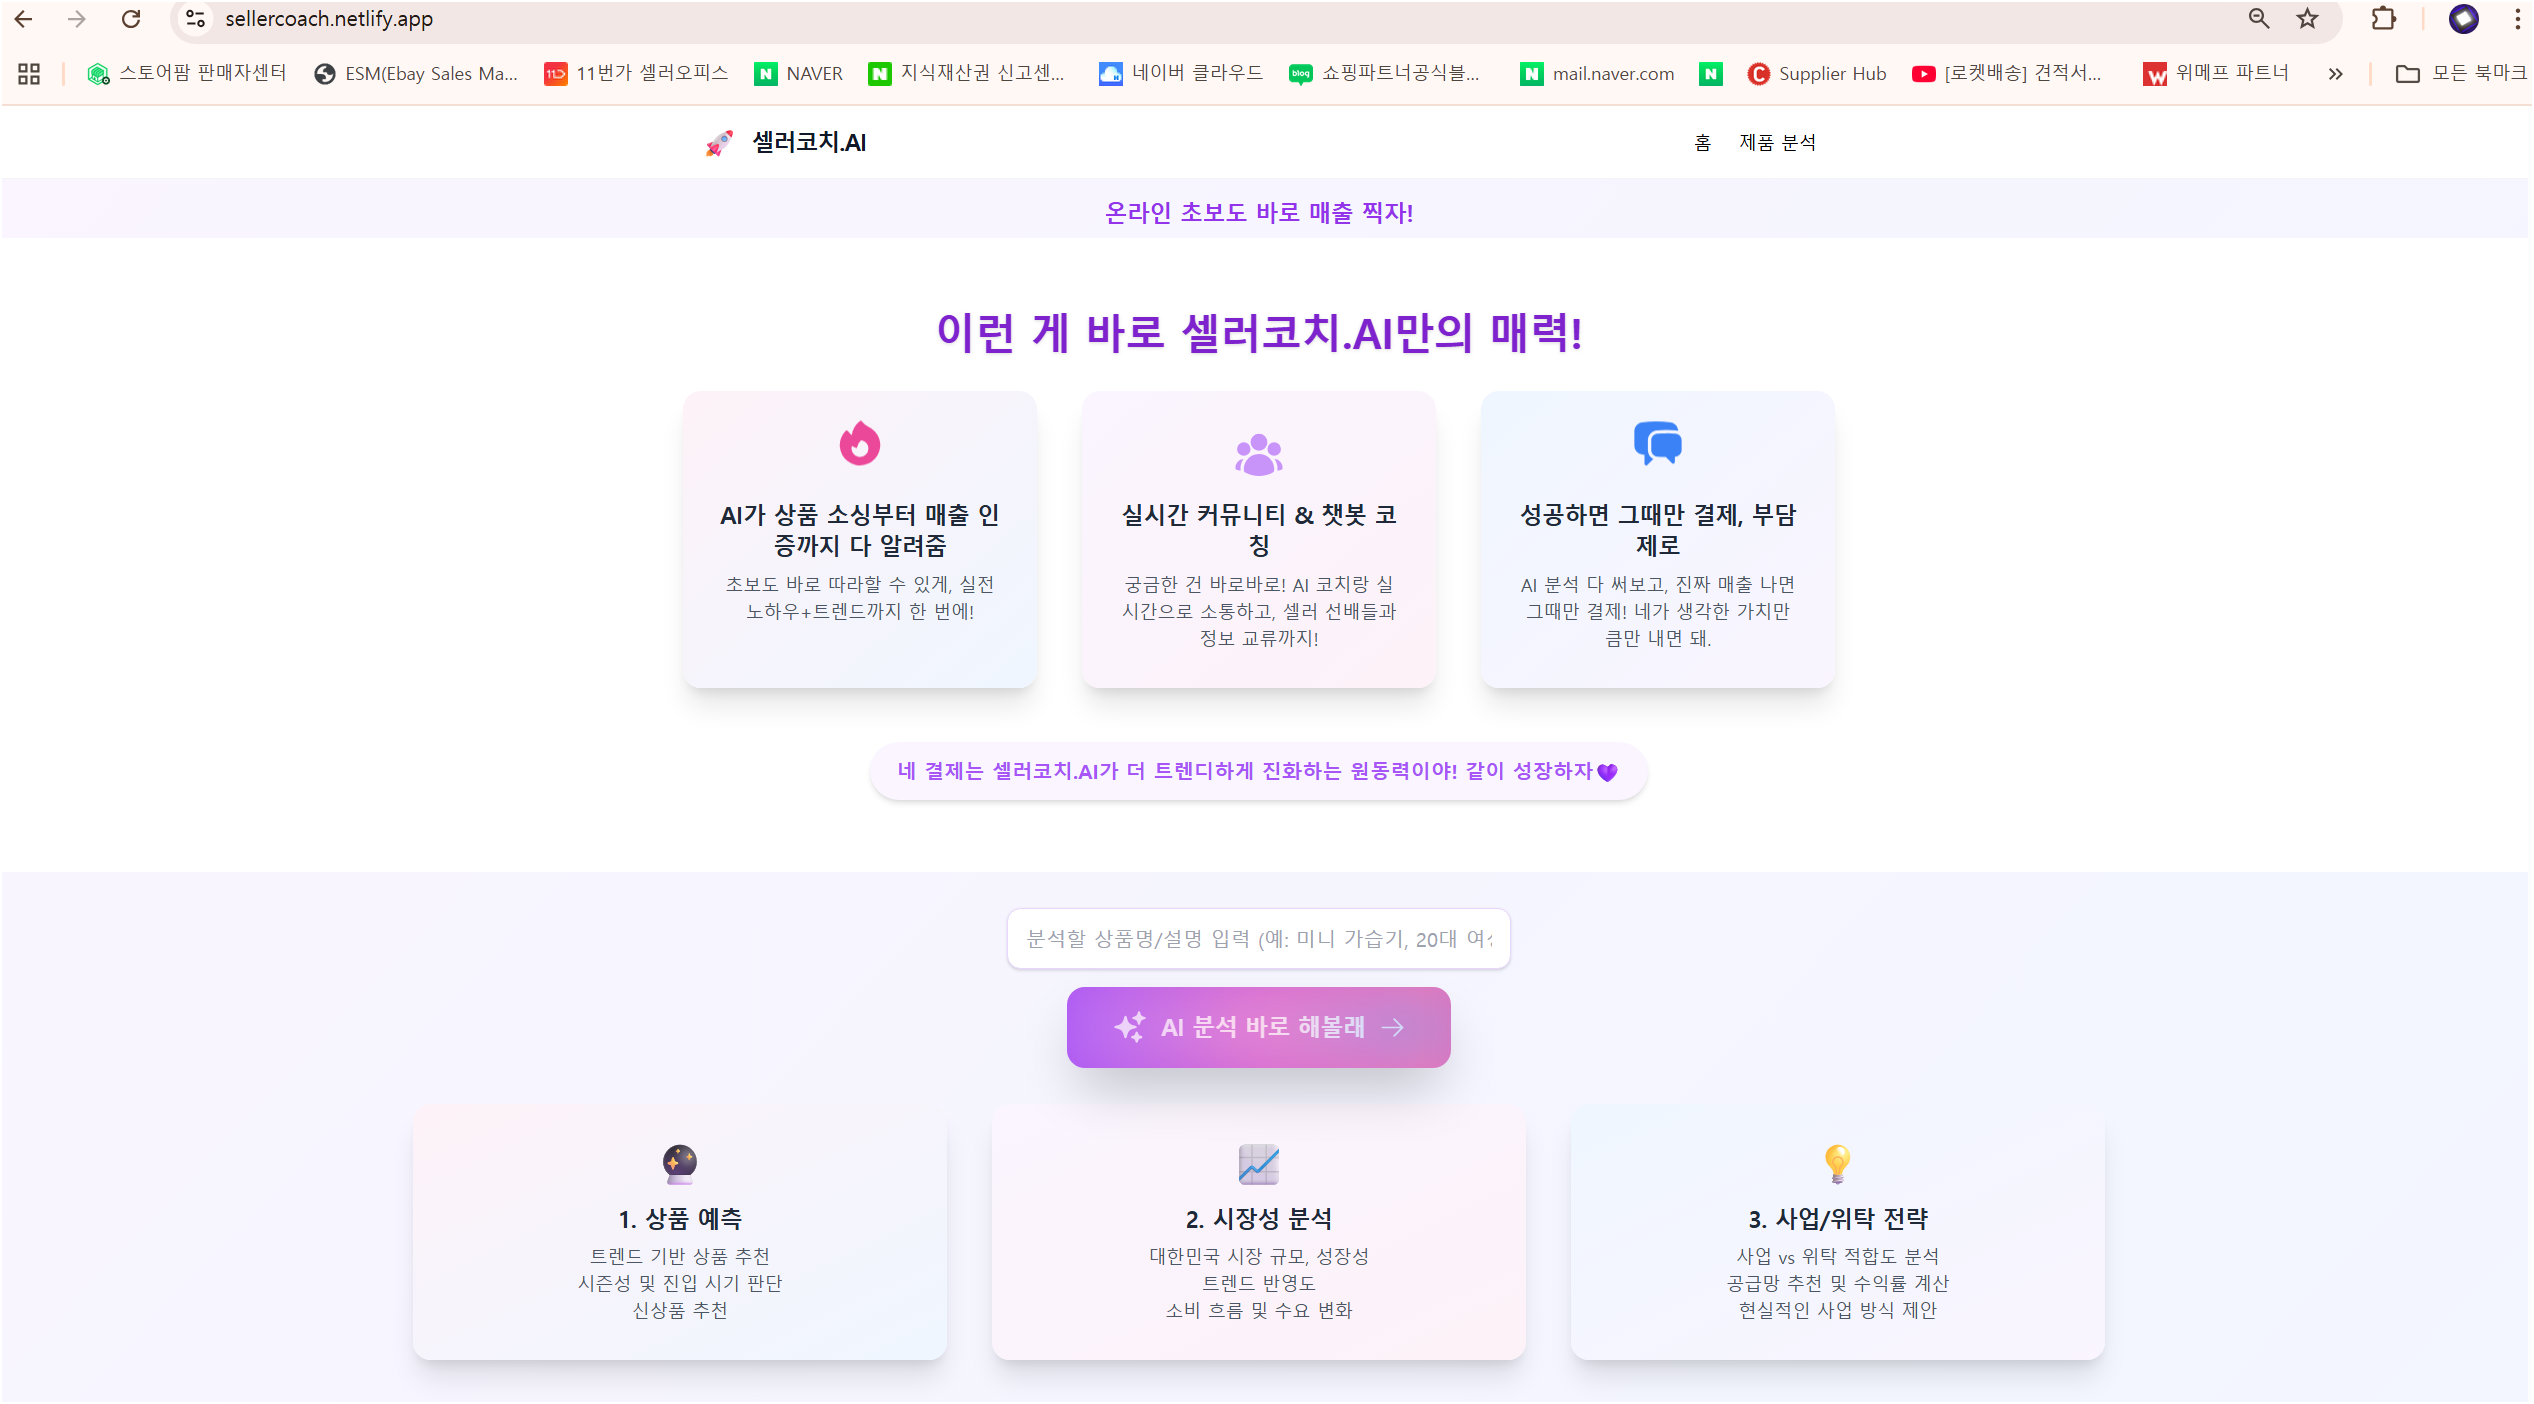 sellercoach.netlify.app
스토어팜 판매자센터
ESM(Ebay Sales Ma...
11번가 셀러오피스
NAVER
지식재산권 신고센...
네이버 클라우드
blog
쇼핑파트너공식블...
mail.naver.com
Supplier Hub
[로켓배송] 견적서...
위메프 파트너
모든 북마크
셀러코치.AI
홈
제품 분석
온라인 초보도 바로 매출 찍자!
이런 게 바로 셀러코치.AI만의 매력!
AI가 상품 소싱부터 매출 인
증까지 다 알려줌
초보도 바로 따라할 수 있게, 실전
노하우+트렌드까지 한 번에!
실시간 커뮤니티 & 챗봇 코
칭
궁금한 건 바로바로! AI 코치랑 실
시간으로 소통하고, 셀러 선배들과
정보 교류까지!
성공하면 그때만 결제, 부담
제로
AI 분석 다 써보고, 진짜 매출 나면
그때만 결제! 네가 생각한 가치만
큼만 내면 돼.
네 결제는 셀러코치.AI가 더 트렌디하게 진화하는 원동력이야! 같이 성장하자💜
분석할 상품명/설명 입력 (예: 미니 가습기, 20대 여
AI 분석 바로 해볼래 →
1. 상품 예측
트렌드 기반 상품 추천
시즌성 및 진입 시기 판단
신상품 추천
2. 시장성 분석
대한민국 시장 규모, 성장성
트렌드 반영도
소비 흐름 및 수요 변화
3. 사업/위탁 전략
사업 vs 위탁 적합도 분석
공급망 추천 및 수익률 계산
현실적인 사업 방식 제안